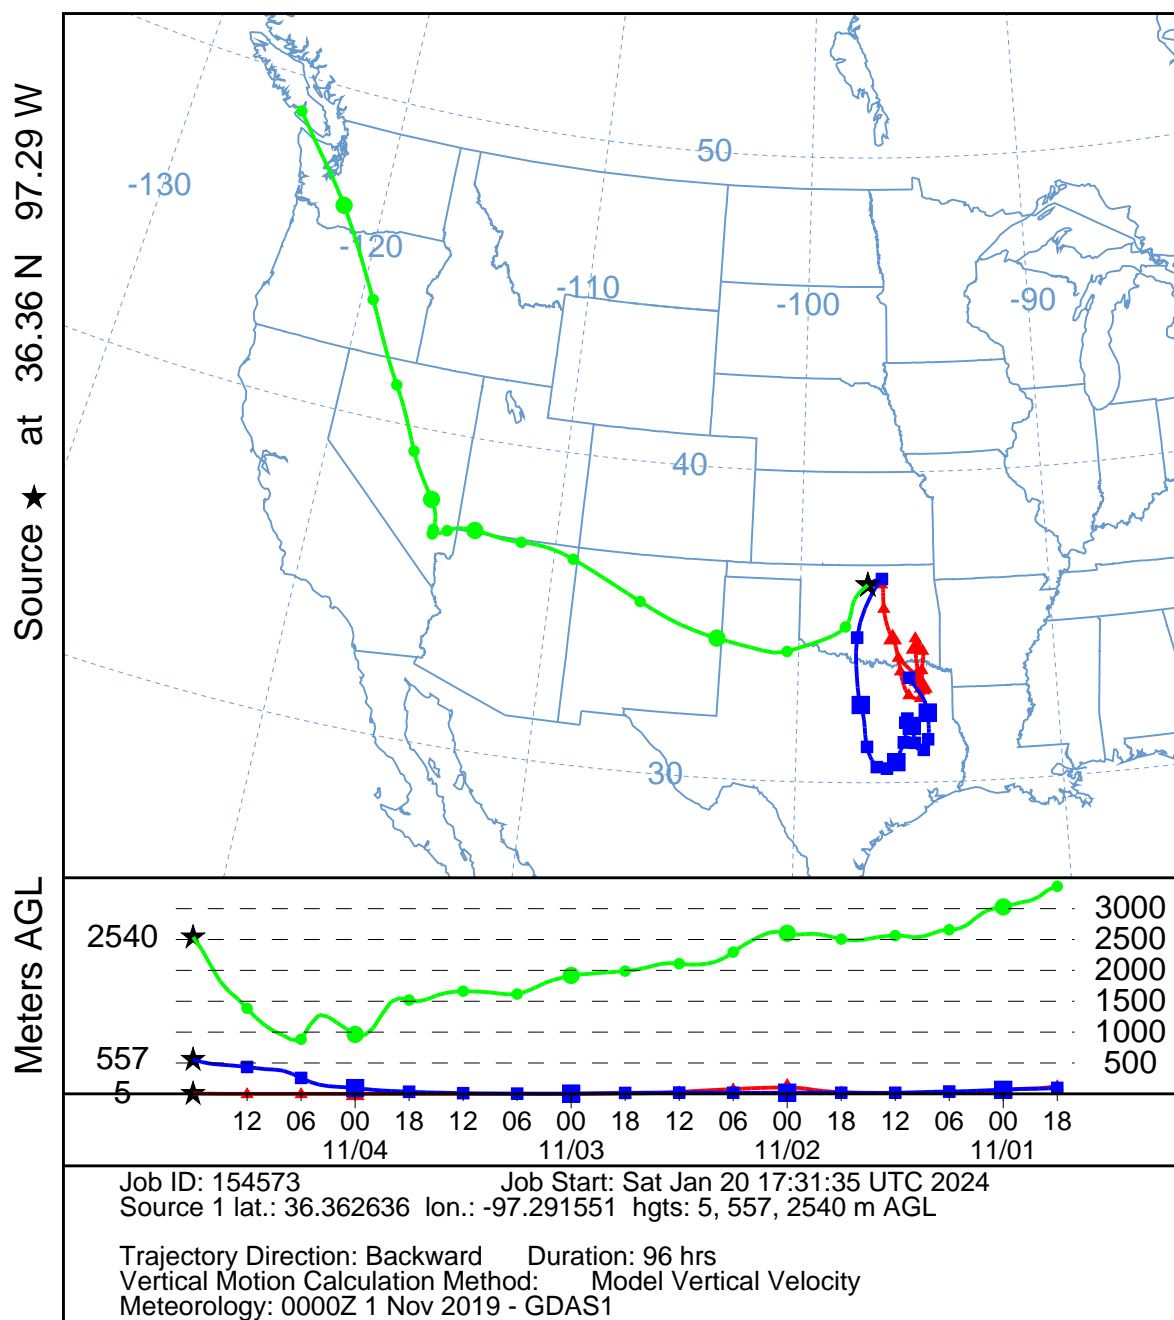 Source ★ at 36.36 N 97.29 W
-130
-120
-110
-100
-90
50
40
30
Meters AGL
2540
557
5
3000
2500
2000
1500
1000
500
12 06 00 18 12 06 00 18 12 06 00 18 12 06 00 18
11/04 11/03 11/02 11/01
Job ID: 154573 Job Start: Sat Jan 20 17:31:35 UTC 2024
Source 1 lat.: 36.362636 lon.: -97.291551 hgts: 5, 557, 2540 m AGL
Trajectory Direction: Backward Duration: 96 hrs
Vertical Motion Calculation Method: Model Vertical Velocity
Meteorology: 0000Z 1 Nov 2019 - GDAS1